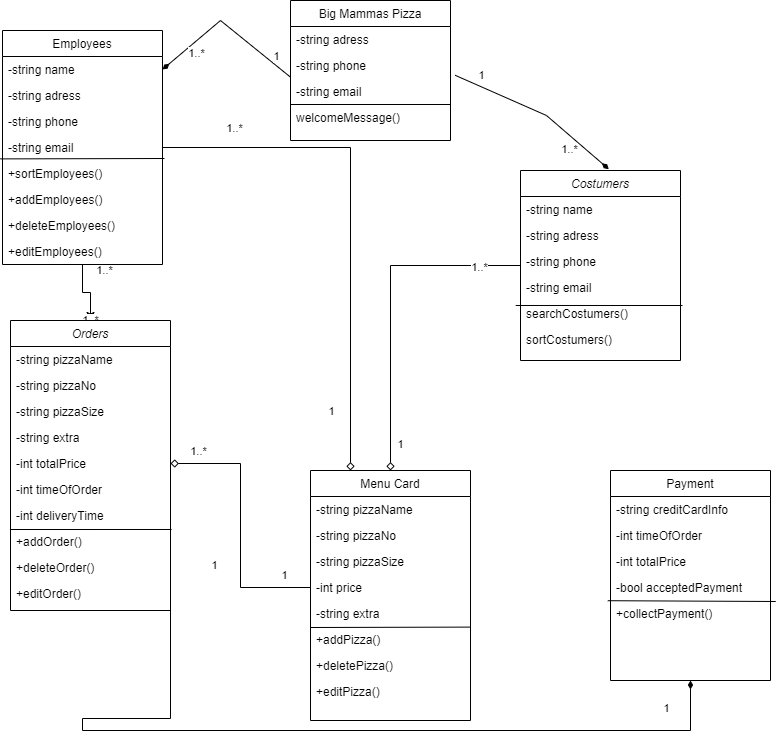 Big Mammas Pizza
-string adress
-string phone
-string email
welcomeMessage()
Employees
-string name
-string adress
-string phone
-string email
+sortEmployees()
+addEmployees()
+deleteEmployees()
+editEmployees()
1..*
1
1
1..*
Costumers
-string name
-string adress
-string phone
-string email
searchCostumers()
sortCostumers()
1..*
1..*
1..*
1..*
Orders
-string pizzaName
-string pizzaNo
-string pizzaSize
-string extra
-int totalPrice
-int timeOfOrder
-int deliveryTime
+addOrder()
+deleteOrder()
+editOrder()
1
1
1..*
1
1
Menu Card
-string pizzaName
-string pizzaNo
-string pizzaSize
-int price
-string extra
+addPizza()
+deletePizza()
+editPizza()
Payment
-string creditCardInfo
-int timeOfOrder
-int totalPrice
-bool acceptedPayment
+collectPayment()
1